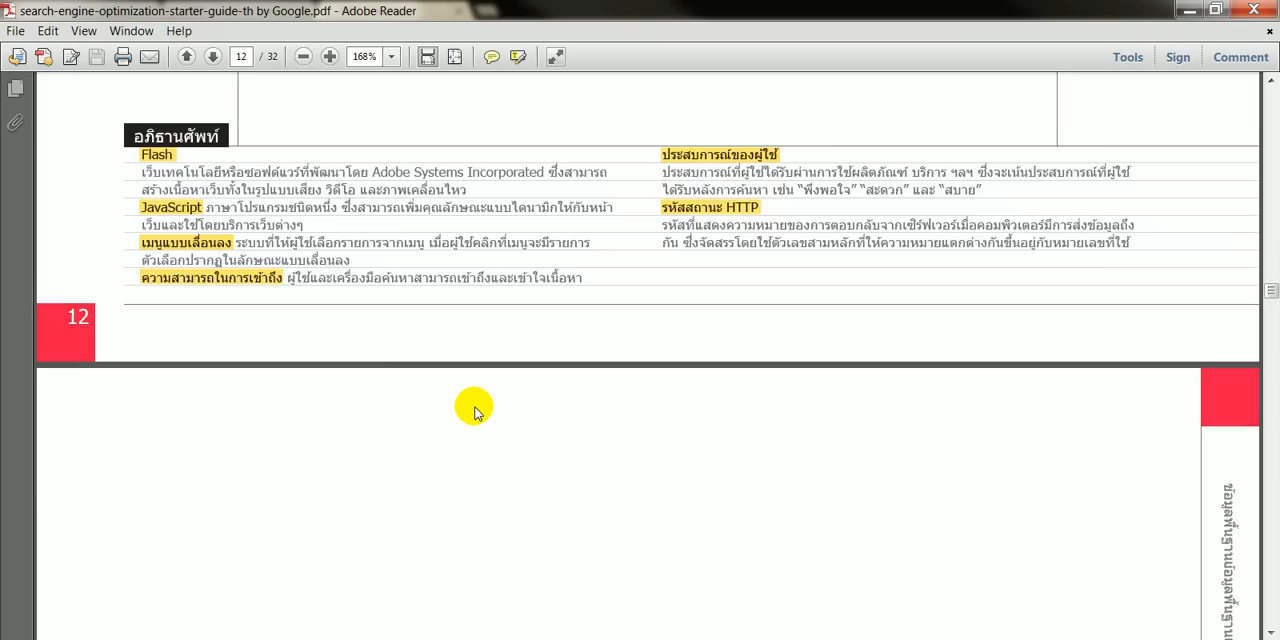 search-engine-optimization-starter-guide-th by Google.pdf - Adobe Reader
File Edit View Window Help
12 / 32 168% Tools Sign Comment
อภิธานศัพท์
Flash
เว็บเทคโนโลยีหรือซอฟต์แวร์ที่พัฒนาโดย Adobe Systems Incorporated ซึ่งสามารถ
สร้างเนื้อหาเว็บทั้งในรูปแบบเสียง วิดีโอ และภาพเคลื่อนไหว
JavaScript ภาษาโปรแกรมชนิดหนึ่ง ซึ่งสามารถเพิ่มคุณลักษณะแบบไดนามิกให้กับหน้า
เว็บและใช้โดยบริการเว็บต่างๆ
เมนูแบบเลื่อนลง ระบบที่ให้ผู้ใช้เลือกรายการจากเมนู เมื่อผู้ใช้คลิกที่เมนูจะมีรายการ
ตัวเลือกปรากฏในลักษณะแบบเลื่อนลง
ความสามารถในการเข้าถึง ผู้ใช้และเครื่องมือค้นหาสามารถเข้าถึงและเข้าใจเนื้อหา
ประสบการณ์ของผู้ใช้
ประสบการณ์ที่ผู้ใช้ได้รับผ่านการใช้ผลิตภัณฑ์ บริการ ฯลฯ ซึ่งจะเน้นประสบการณ์ที่ผู้ใช้
ได้รับหลังการค้นหา เช่น “พึงพอใจ” “สะดวก” และ “สบาย”
รหัสสถานะ HTTP
รหัสที่แสดงความหมายของการตอบกลับจากเซิร์ฟเวอร์เมื่อคอมพิวเตอร์มีการส่งข้อมูลถึง
กัน ซึ่งจัดสรรโดยใช้ตัวเลขสามหลักที่ให้ความหมายแตกต่างกันขึ้นอยู่กับหมายเลขที่ใช้
12